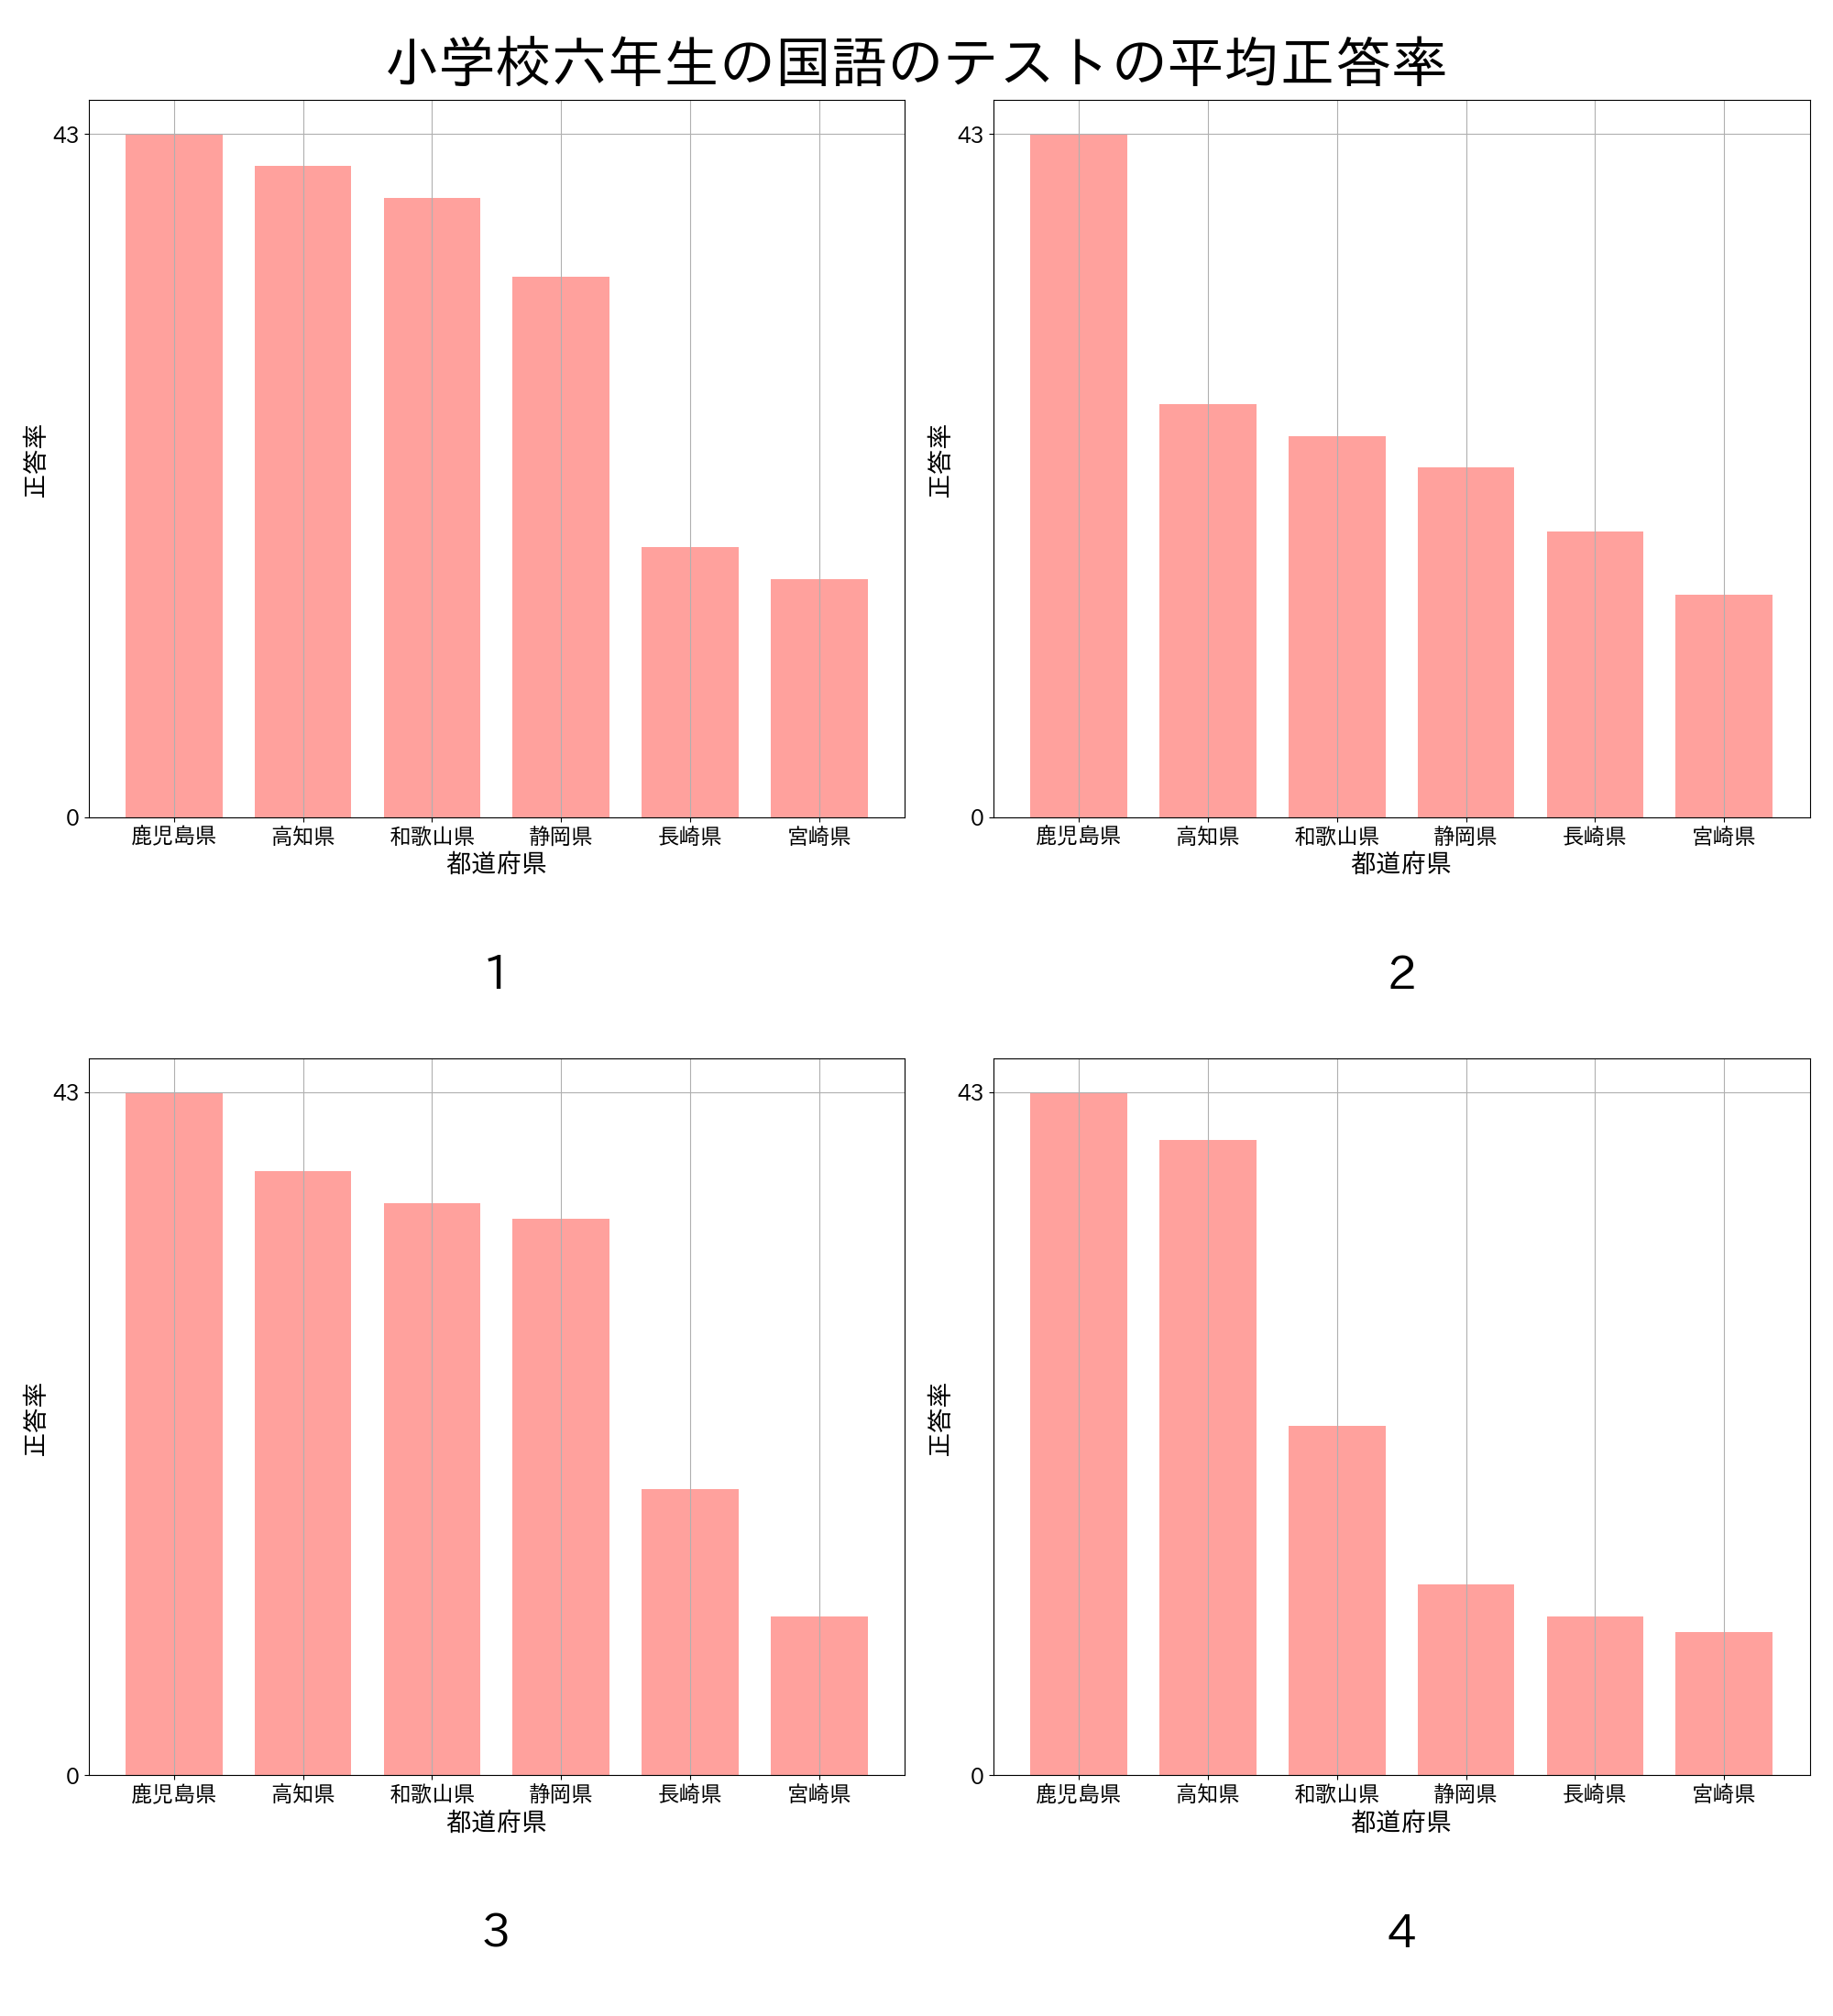 小学校六年生の国語のテストの平均正答率
43
0
正答率
鹿児島県 高知県 和歌山県 静岡県 長崎県 宮崎県
都道府県
1
43
0
正答率
鹿児島県 高知県 和歌山県 静岡県 長崎県 宮崎県
都道府県
2
43
0
正答率
鹿児島県 高知県 和歌山県 静岡県 長崎県 宮崎県
都道府県
3
43
0
正答率
鹿児島県 高知県 和歌山県 静岡県 長崎県 宮崎県
都道府県
4